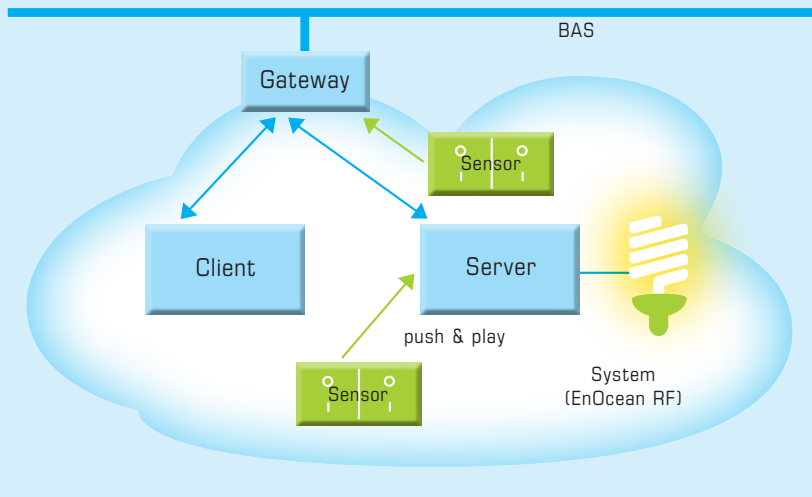 BAS
Gateway
Sensor
Client
Server
push & play
Sensor
System
(EnOcean RF)